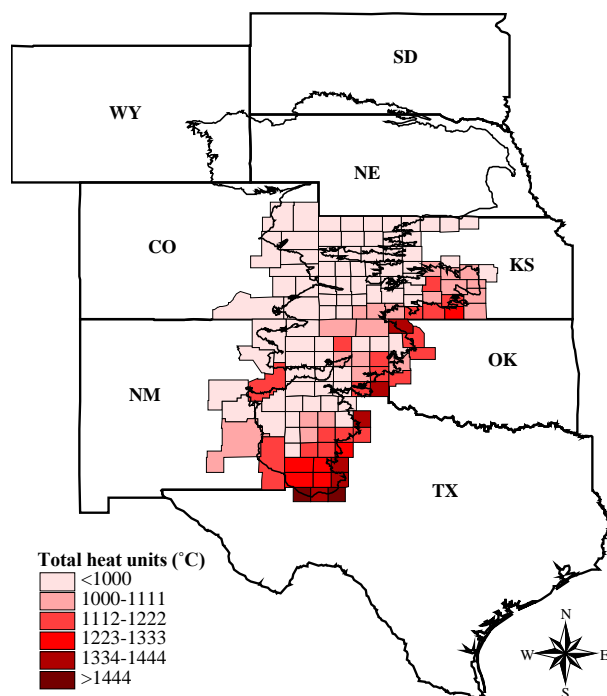 SD
WY
NE
CO
KS
NM
OK
TX
Total heat units (˚C)
<1000
1000-1111
1112-1222
1223-1333
1334-1444
>1444
N
W E
S